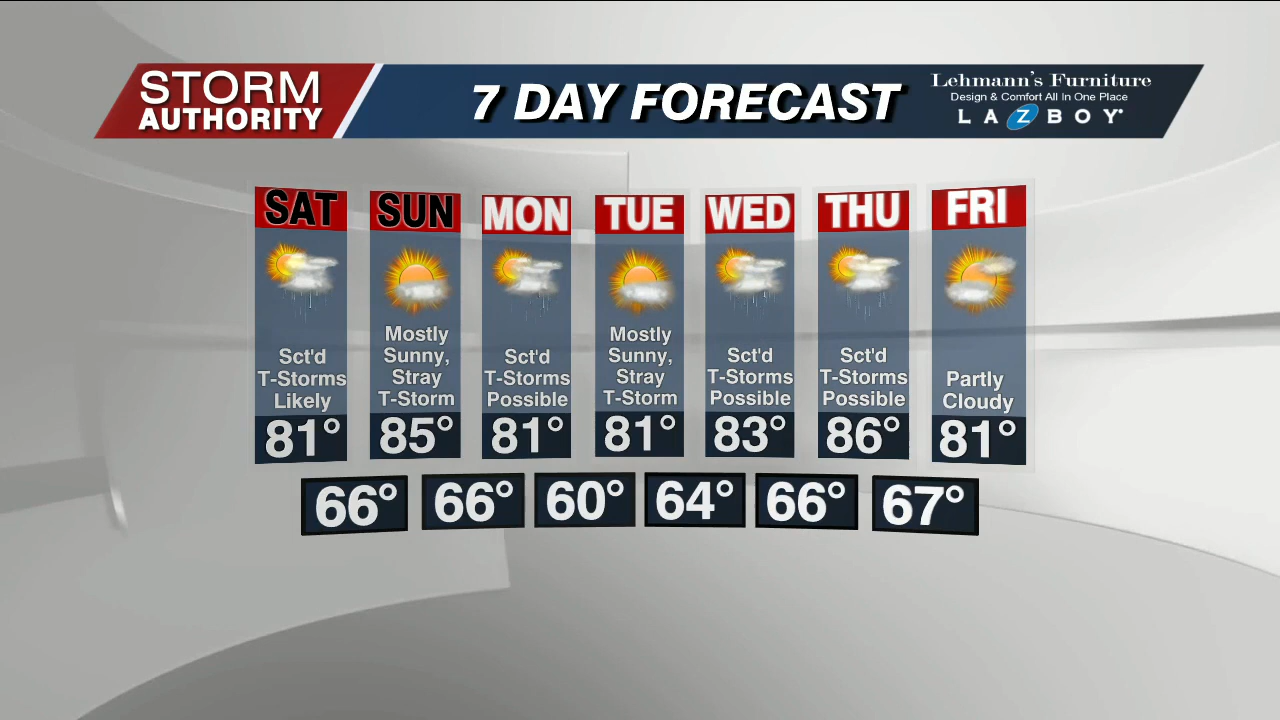 STORM
AUTHORITY
7 DAY FORECAST
Lehmann's Furniture
Design & Comfort All In One Place
LA Z BOY®
SAT
Sct'd
T-Storms
Likely
81°
SUN
Mostly
Sunny,
Stray
T-Storm
85°
MON
Sct'd
T-Storms
Possible
81°
TUE
Mostly
Sunny,
Stray
T-Storm
81°
WED
Sct'd
T-Storms
Possible
83°
THU
Sct'd
T-Storms
Possible
86°
FRI
Partly
Cloudy
81°
66°
66°
60°
64°
66°
67°